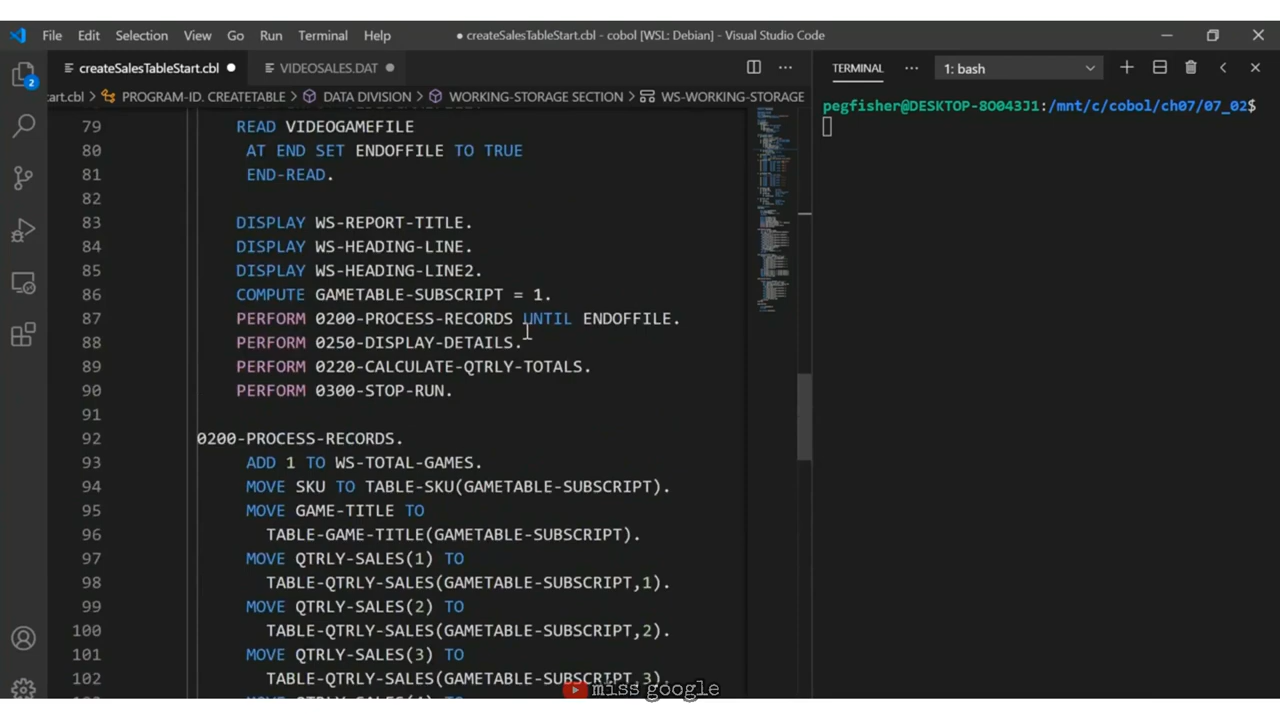 File Edit Selection View Go Run Terminal Help ● createSalesTableStart.cbl - cobol [WSL: Debian] - Visual Studio Code
createSalesTableStart.cbl ● VIDEOSALES.DAT ●
art.cbl > PROGRAM-ID. CREATETABLE > DATA DIVISION > WORKING-STORAGE SECTION > WS-WORKING-STORAGE
79 READ VIDEOGAMEFILE
80 AT END SET ENDOFFILE TO TRUE
81 END-READ.
82
83 DISPLAY WS-REPORT-TITLE.
84 DISPLAY WS-HEADING-LINE.
85 DISPLAY WS-HEADING-LINE2.
86 COMPUTE GAMETABLE-SUBSCRIPT = 1.
87 PERFORM 0200-PROCESS-RECORDS UNTIL ENDOFFILE.
88 PERFORM 0250-DISPLAY-DETAILS.
89 PERFORM 0220-CALCULATE-QTRLY-TOTALS.
90 PERFORM 0300-STOP-RUN.
91
92 0200-PROCESS-RECORDS.
93 ADD 1 TO WS-TOTAL-GAMES.
94 MOVE SKU TO TABLE-SKU(GAMETABLE-SUBSCRIPT).
95 MOVE GAME-TITLE TO
96 TABLE-GAME-TITLE(GAMETABLE-SUBSCRIPT).
97 MOVE QTRLY-SALES(1) TO
98 TABLE-QTRLY-SALES(GAMETABLE-SUBSCRIPT,1).
99 MOVE QTRLY-SALES(2) TO
100 TABLE-QTRLY-SALES(GAMETABLE-SUBSCRIPT,2).
101 MOVE QTRLY-SALES(3) TO
102 TABLE-QTRLY-SALES(GAMETABLE-SUBSCRIPT,3).
TERMINAL ··· 1: bash
pegfisher@DESKTOP-8O043J1:/mnt/c/cobol/ch07/07_02$
2
miss google